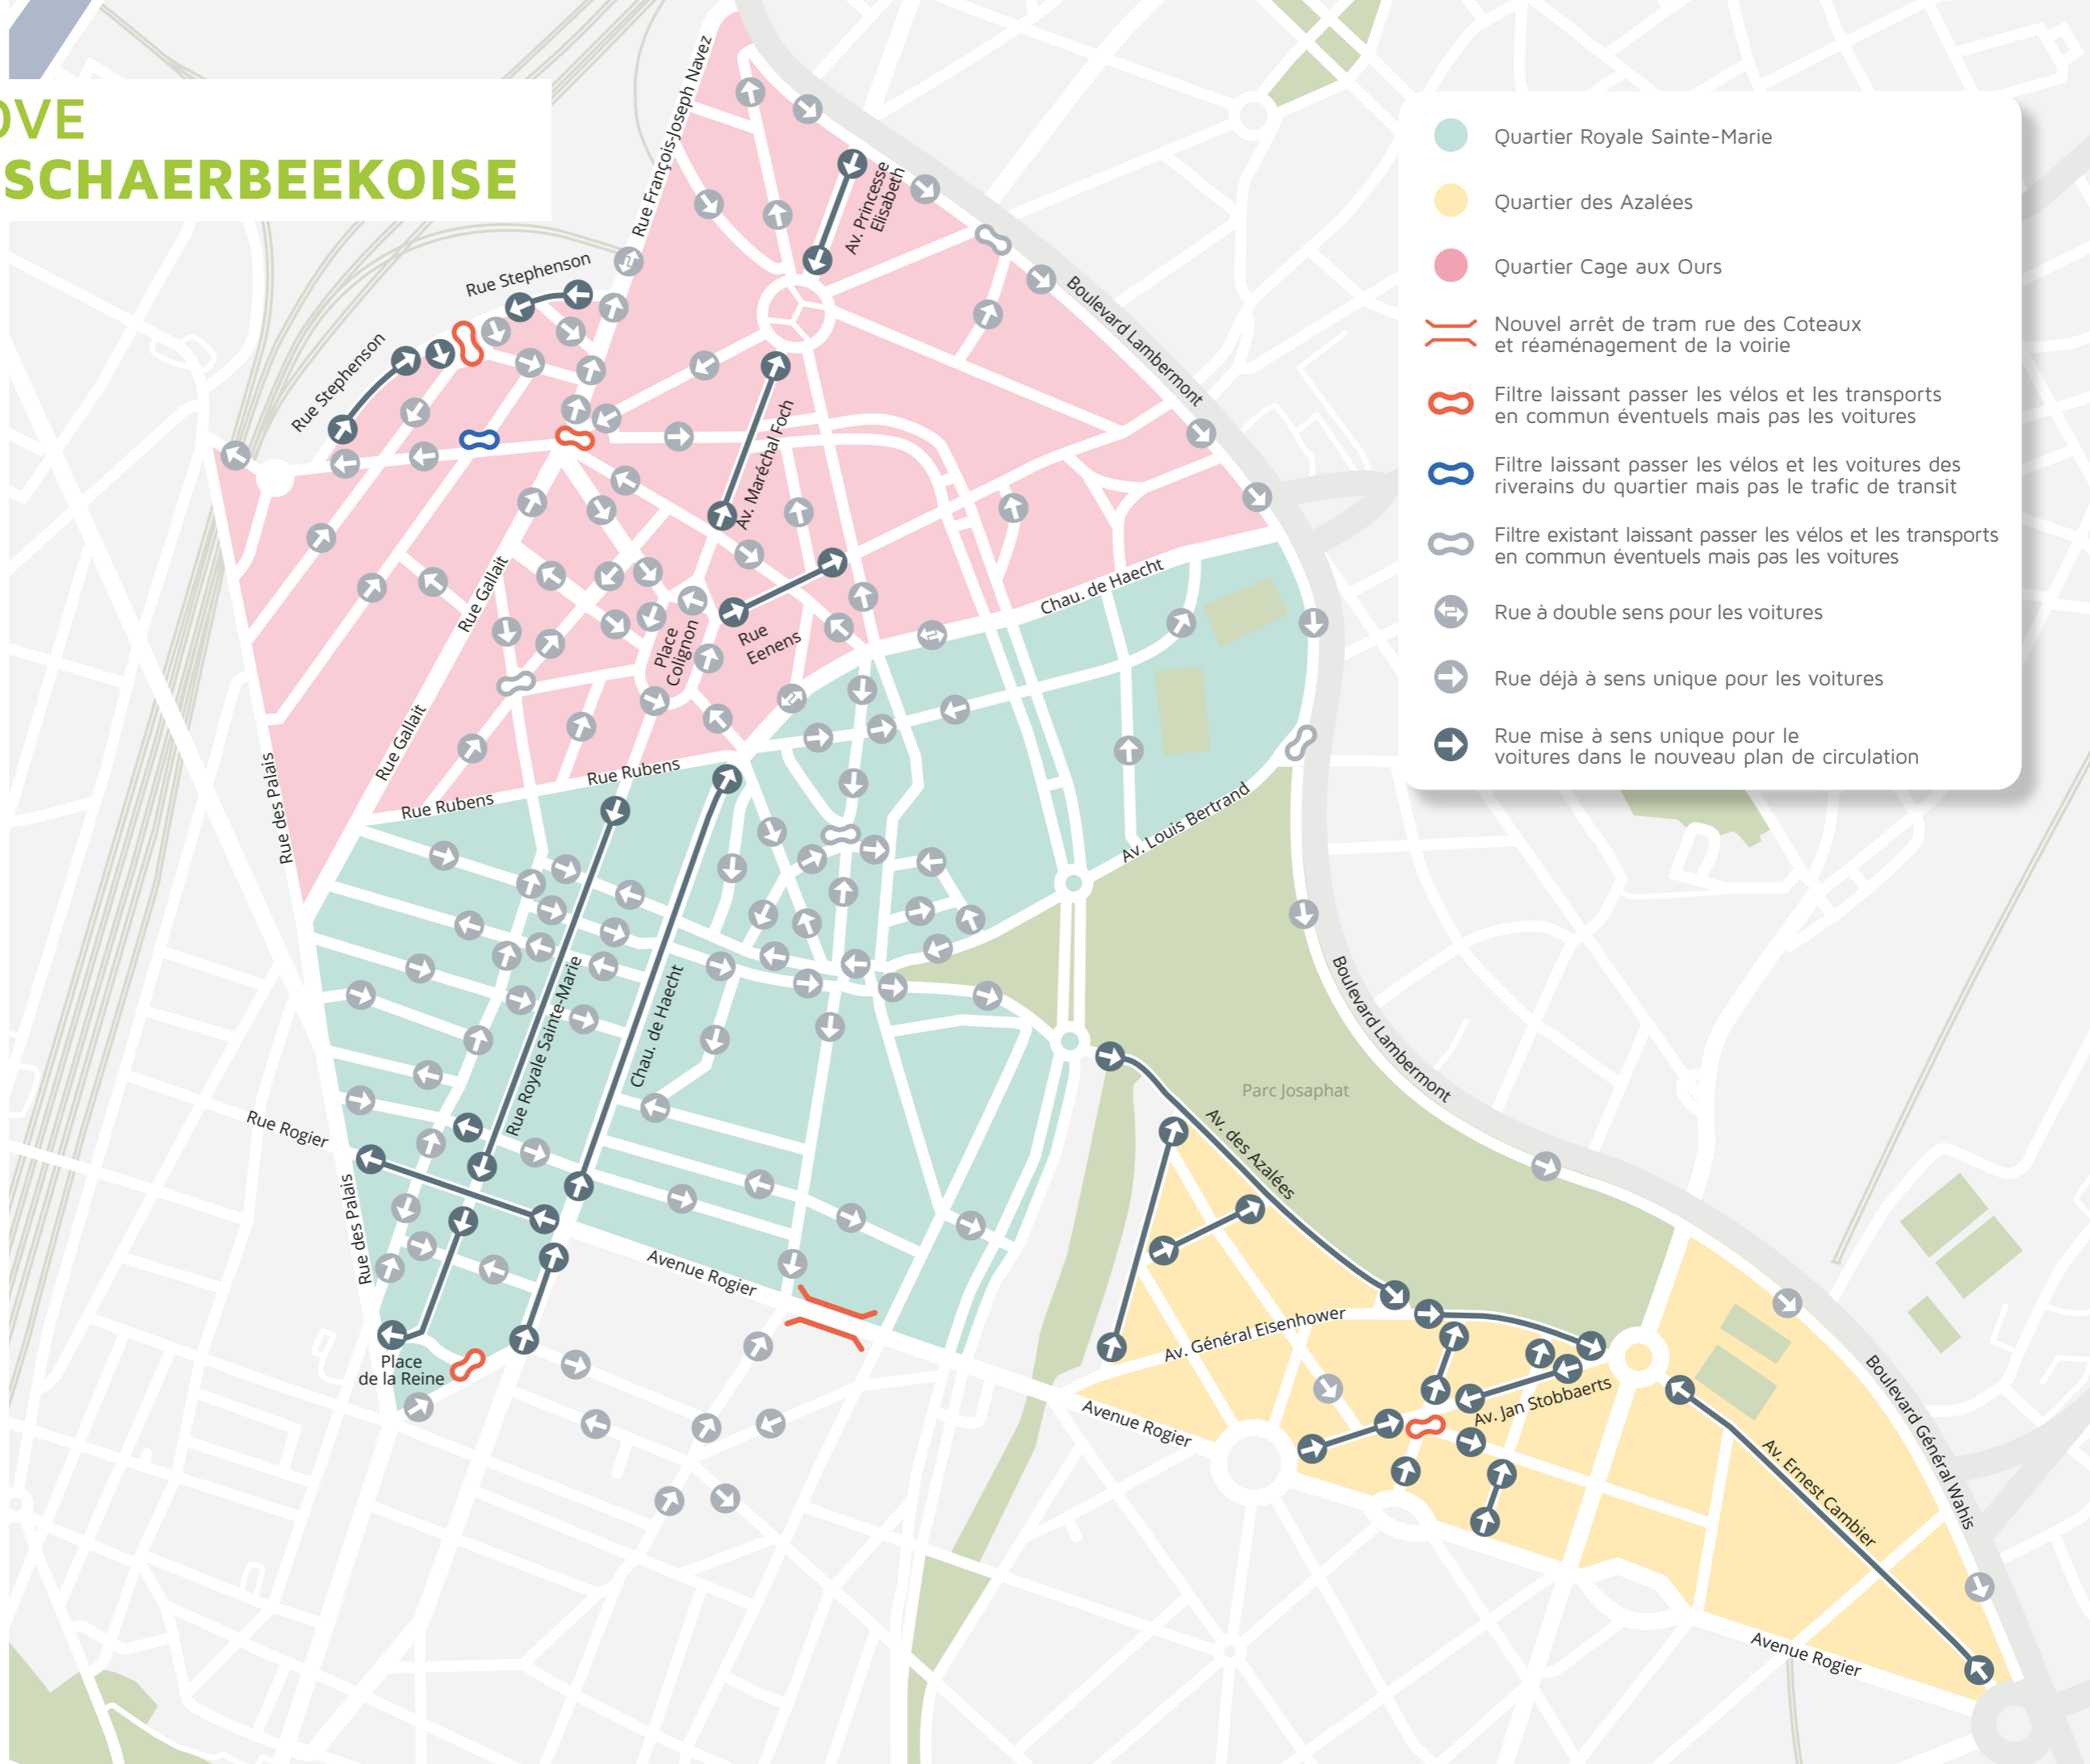 OVE
SCHAERBEEKOISE
Quartier Royale Sainte-Marie
Quartier des Azalées
Quartier Cage aux Ours
Nouvel arrêt de tram rue des Coteaux
et réaménagement de la voirie
Filtre laissant passer les vélos et les transports
en commun éventuels mais pas les voitures
Filtre laissant passer les vélos et les voitures des
riverains du quartier mais pas le trafic de transit
Filtre existant laissant passer les vélos et les transports
en commun éventuels mais pas les voitures
Rue à double sens pour les voitures
Rue déjà à sens unique pour les voitures
Rue mise à sens unique pour le
voitures dans le nouveau plan de circulation
Rue François-Joseph Navez
Av. Princesse
Elisabeth
Rue Stephenson
Rue Stephenson
Boulevard Lambermont
Av. Maréchal Foch
Rue Gallait
Chau. de Haecht
Place
Colignon
Rue
Eenens
Rue Gallait
Rue des Palais
Rue Rubens
Rue Rubens
Av. Louis Bertrand
Rue Royale Sainte-Marie
Chau. de Haecht
Boulevard Lambermont
Parc Josaphat
Rue Rogier
Av. des Azalées
Rue des Palais
Avenue Rogier
Av. Général Eisenhower
Place
de la Reine
Av. Jan Stobbaerts
Avenue Rogier
Boulevard Général Wahis
Av. Ernest Cambier
Avenue Rogier